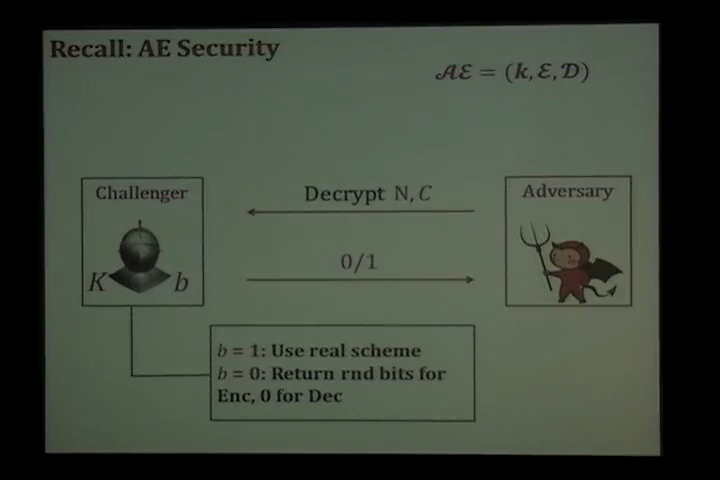 Recall: AE Security
𝒜ℰ = (k, ℰ, 𝒟)
Challenger
K b
Decrypt N, C
0/1
Adversary
b = 1: Use real scheme
b = 0: Return rnd bits for
Enc, 0 for Dec